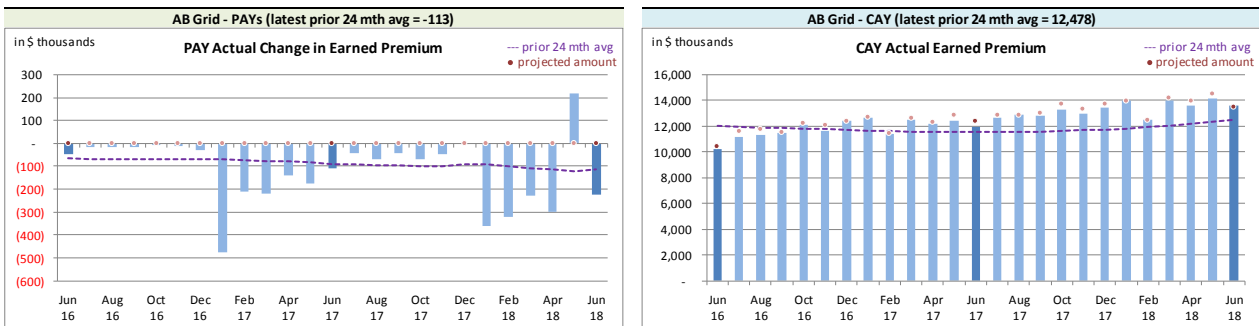 AB Grid - PAYs (latest prior 24 mth avg = -113)
in $ thousands
PAY Actual Change in Earned Premium
--- prior 24 mth avg
• projected amount
300
200
100
-
(100)
(200)
(300)
(400)
(500)
(600)
Jun Aug Oct Dec Feb Apr Jun Aug Oct Dec Feb Apr Jun
16 16 16 16 17 17 17 17 17 17 18 18 18
AB Grid - CAY (latest prior 24 mth avg = 12,478)
in $ thousands
CAY Actual Earned Premium
--- prior 24 mth avg
• projected amount
16,000
14,000
12,000
10,000
8,000
6,000
4,000
2,000
-
Jun Aug Oct Dec Feb Apr Jun Aug Oct Dec Feb Apr Jun
16 16 16 16 17 17 17 17 17 17 18 18 18